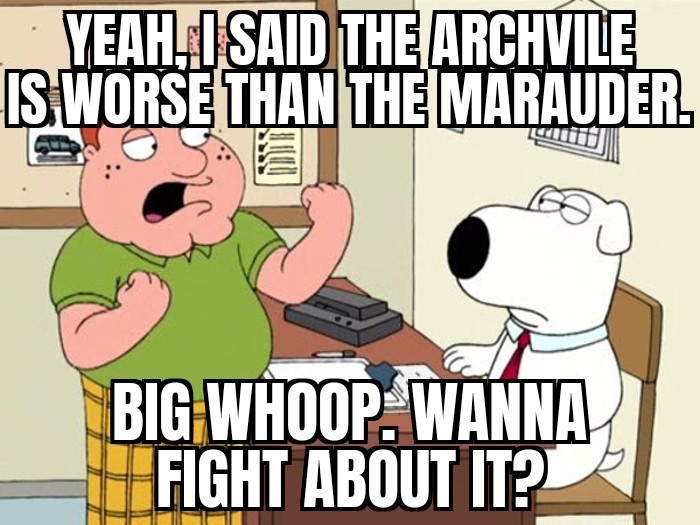 YEAH, I SAID THE ARCHVILE
IS WORSE THAN THE MARAUDER.
BIG WHOOP. WANNA
FIGHT ABOUT IT?